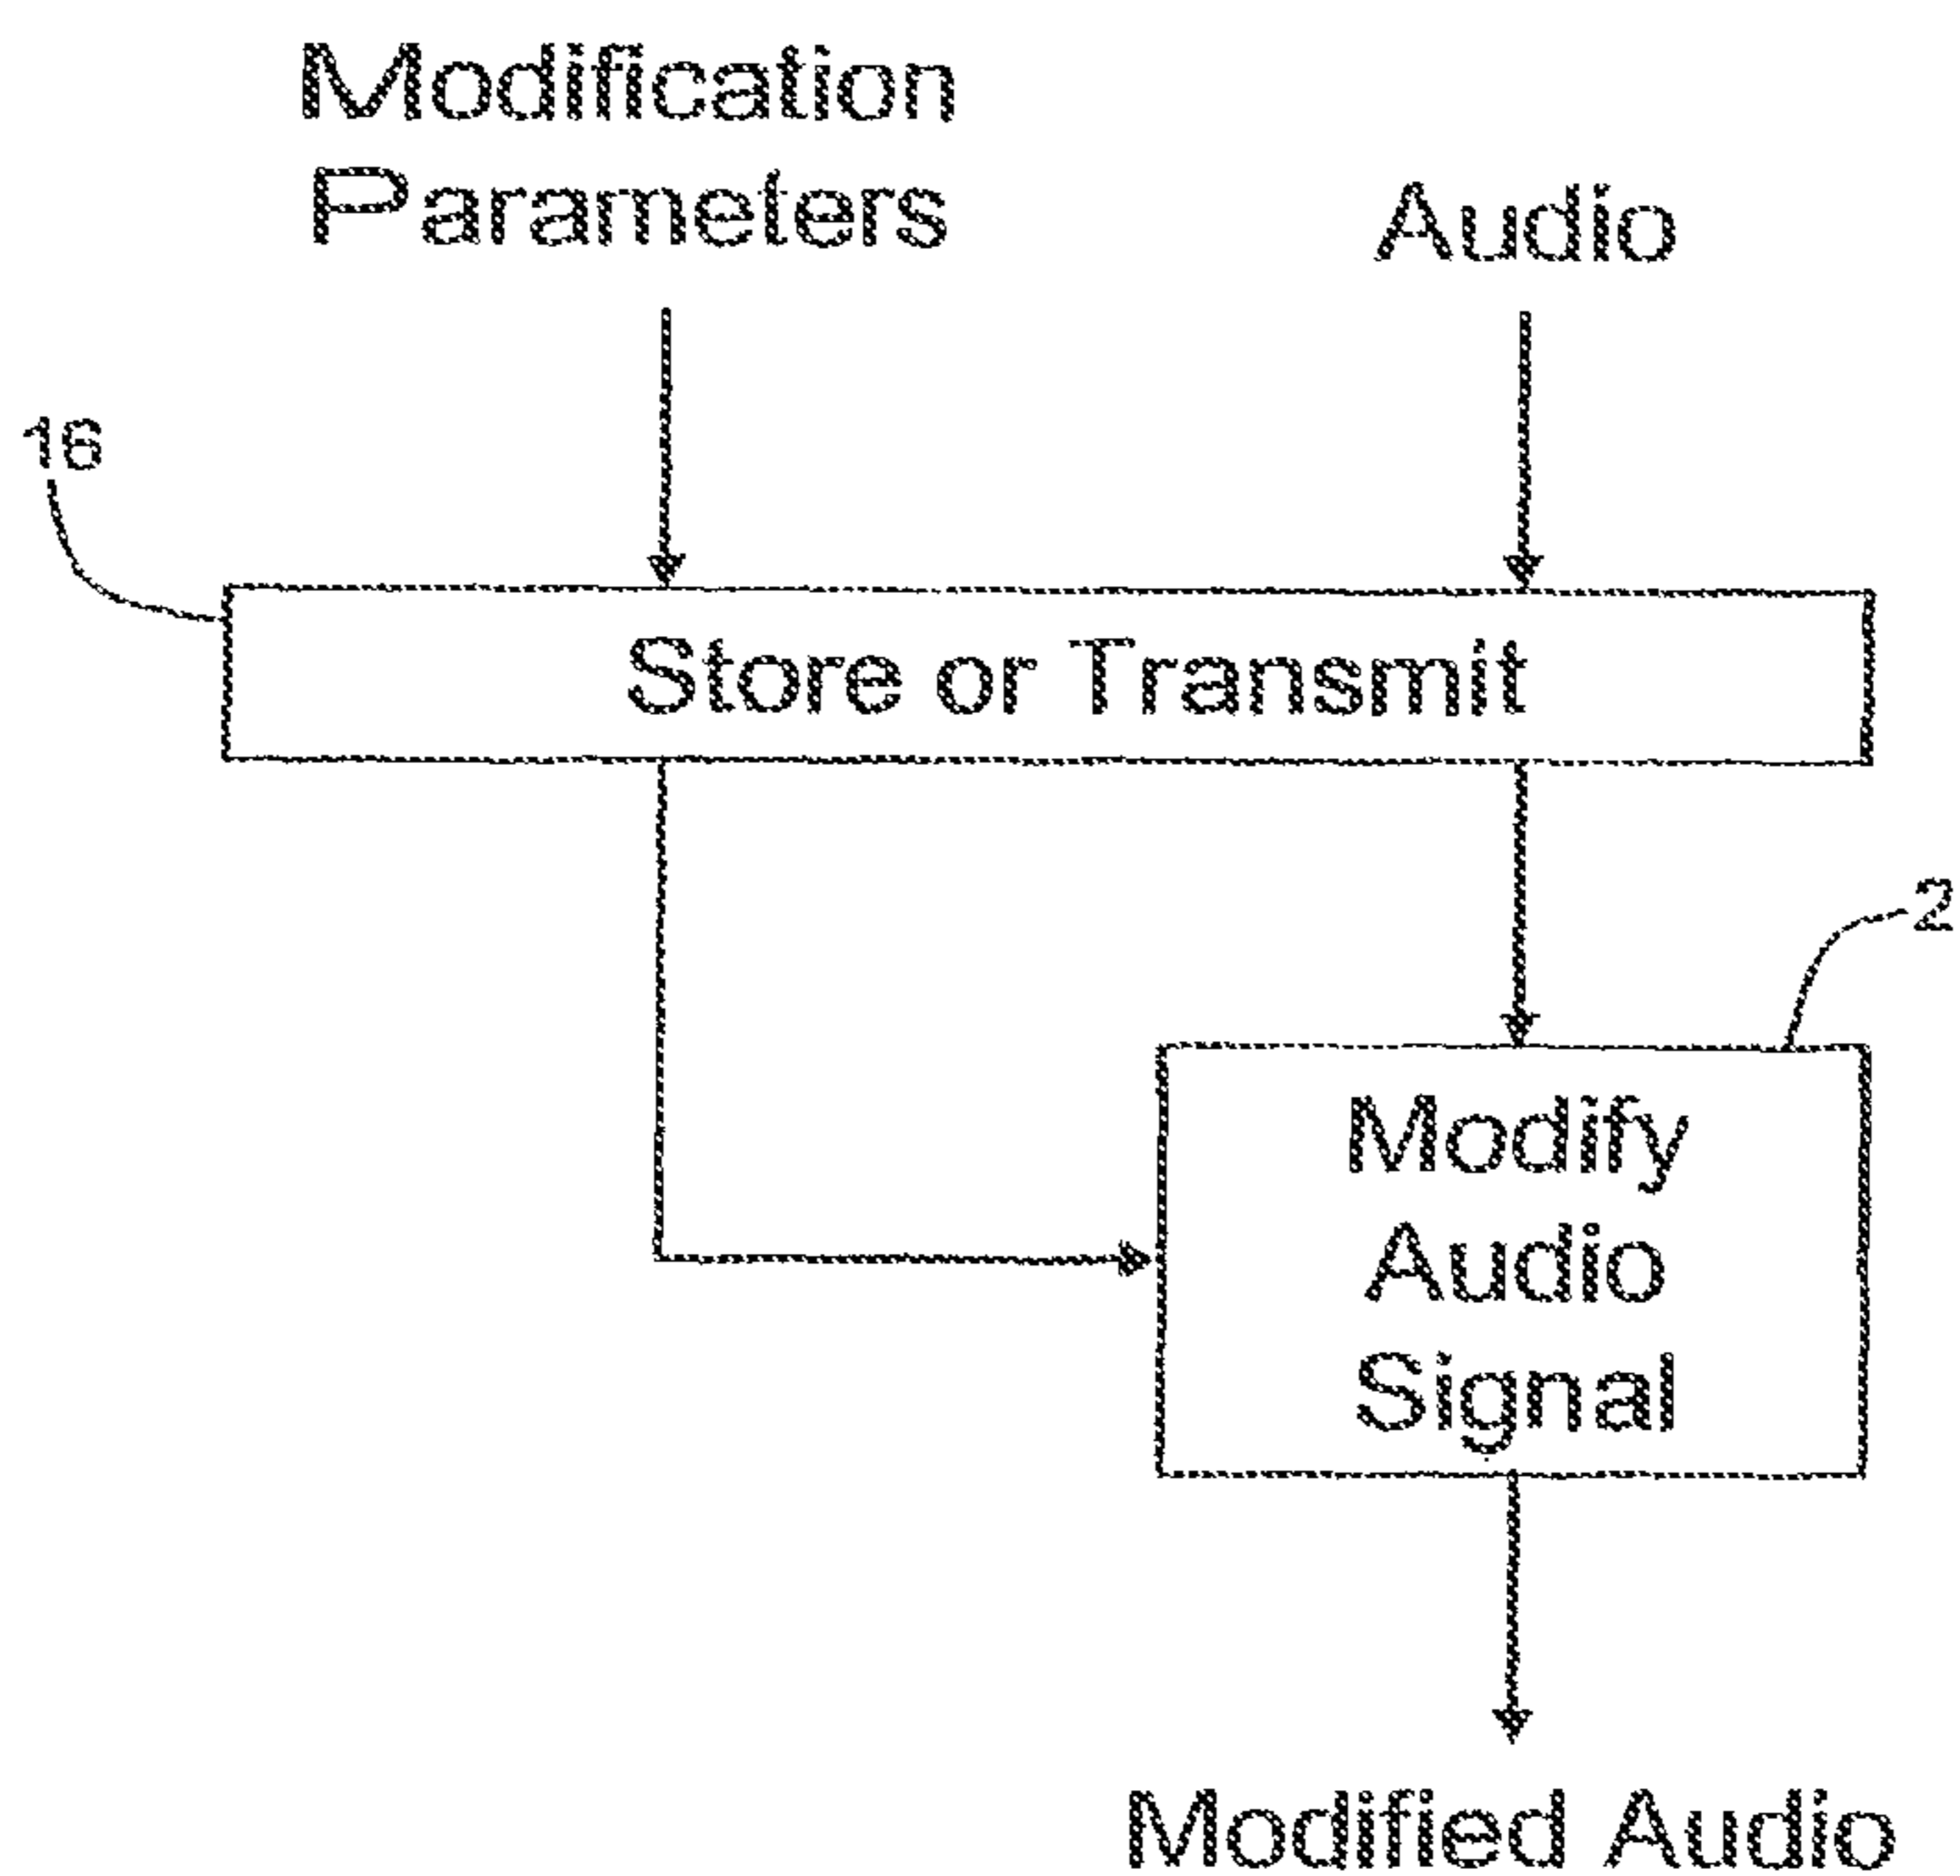 Modification
Parameters
Audio
16
Store or Transmit
2
Modify
Audio
Signal
Modified Audio